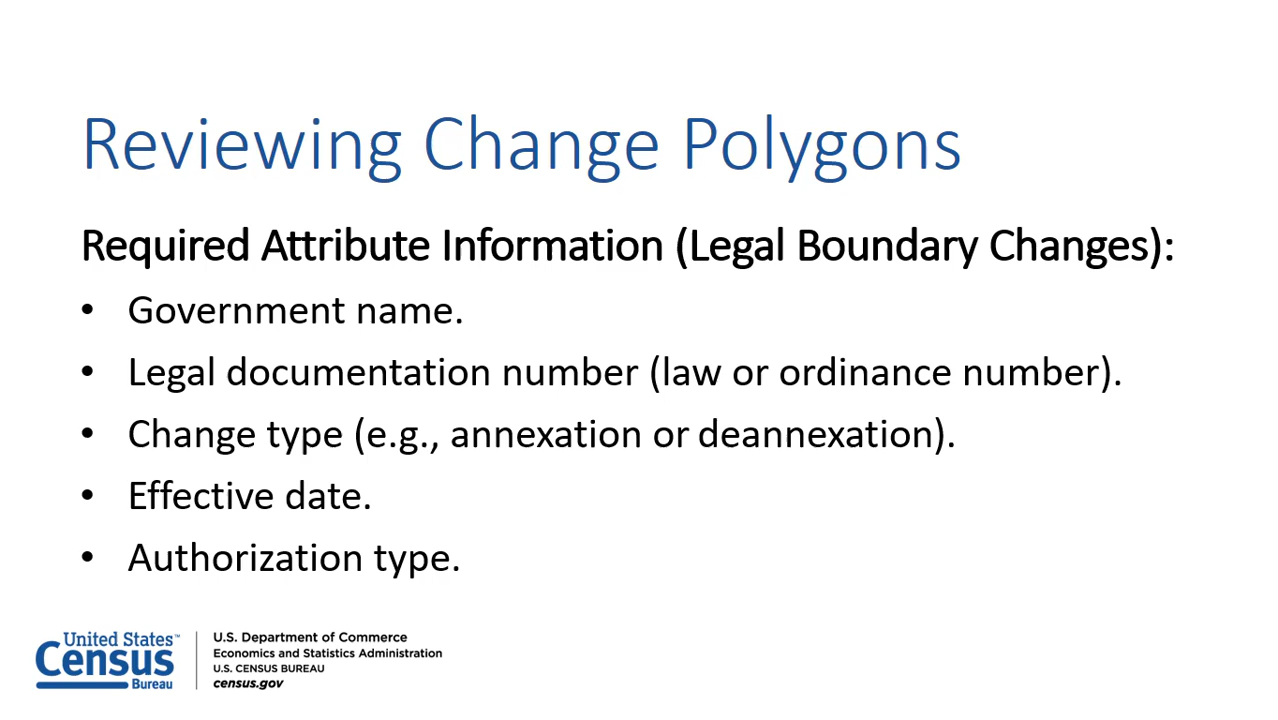 Reviewing Change Polygons
Required Attribute Information (Legal Boundary Changes):
• Government name.
• Legal documentation number (law or ordinance number).
• Change type (e.g., annexation or deannexation).
• Effective date.
• Authorization type.
United States™
Census
Bureau
U.S. Department of Commerce
Economics and Statistics Administration
U.S. CENSUS BUREAU
census.gov